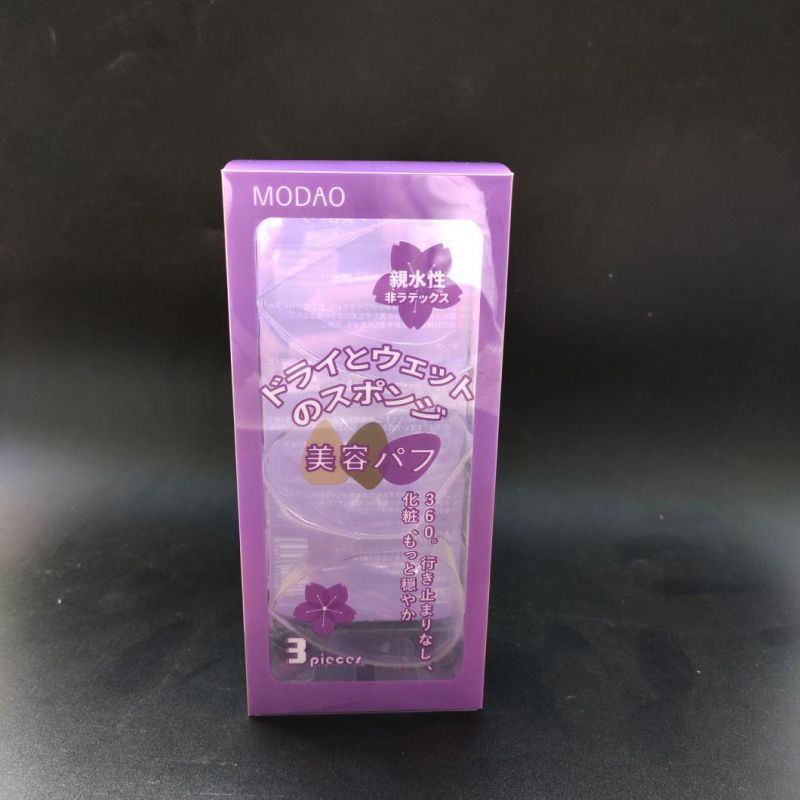 MODAO
親水性
非ラテックス
ドライとウェット
のスポンジ
美容パフ
360。行き止まりなし、
化粧、もっと穏やか
3 pieces